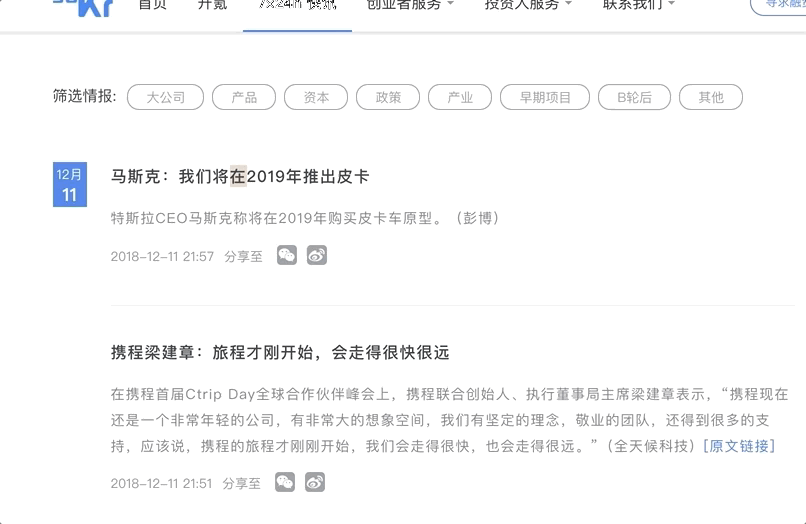 首页 开氪 7x24h 快讯 创业者服务 投资人服务 联系我们 寻求融资
筛选情报: 大公司 产品 资本 政策 产业 早期项目 B轮后 其他
12月
11
马斯克：我们将在2019年推出皮卡
特斯拉CEO马斯克称将在2019年购买皮卡车原型。（彭博）
2018-12-11 21:57 分享至
携程梁建章：旅程才刚开始，会走得很快很远
在携程首届Ctrip Day全球合作伙伴峰会上，携程联合创始人、执行董事局主席梁建章表示，“携程现在
还是一个非常年轻的公司，有非常大的想象空间，我们有坚定的理念，敬业的团队，还得到很多的支
持，应该说，携程的旅程才刚刚开始，我们会走得很快，也会走得很远。”（全天候科技）[原文链接]
2018-12-11 21:51 分享至